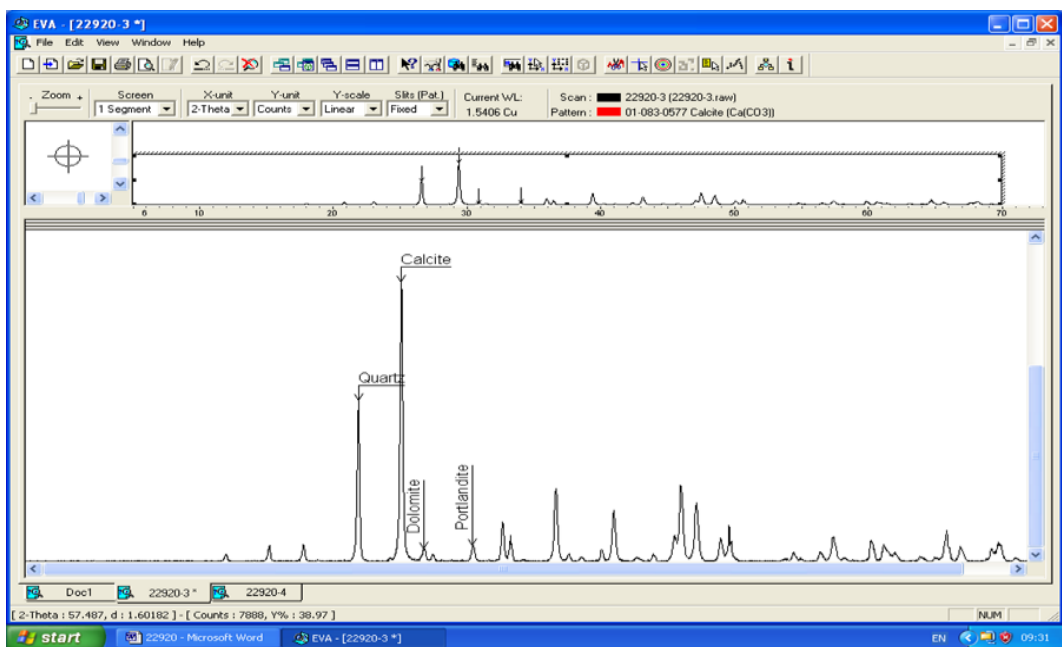 EVA - [22920-3 *]
File Edit View Window Help
- Zoom + Screen X-unit Y-unit Y-scale Slits (Pat.) Current WL: Scan : 22920-3 (22920-3.raw)
1 Segment 2-Theta Counts Linear Fixed 1.5406 Cu Pattern : 01-083-0577 Calcite (Ca(CO3))
6 10 20 30 40 50 60 70
Calcite
Quartz
Dolomite
Portlandite
Doc1 22920-3 * 22920-4
[ 2-Theta : 57.487, d : 1.60182 ] - [ Counts : 7888, Y% : 38.97 ] NUM
start 22920 - Microsoft Word EVA - [22920-3 *] EN 09:31